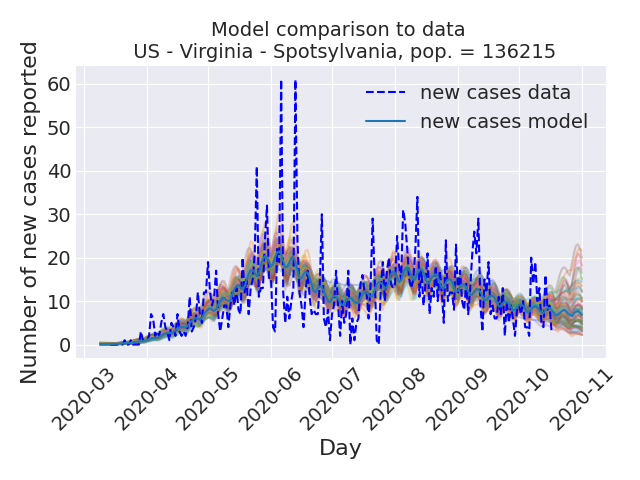 Model comparison to data
US - Virginia - Spotsylvania, pop. = 136215
Number of new cases reported
60
50
40
30
20
10
0
new cases data
new cases model
2020-03
2020-04
2020-05
2020-06
2020-07
2020-08
2020-09
2020-10
2020-11
Day